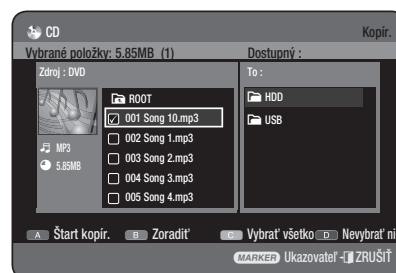 CD Kopír.
Vybrané položky: 5.85MB (1) Dostupný :
Zdroj : DVD To :
ROOT HDD
001 Song 10.mp3
USB
002 Song 1.mp3
MP3
003 Song 2.mp3
5.85MB
004 Song 3.mp3
005 Song 4.mp3
A Štart kopír. B Zoradiť C Vybrať všetko D Nevybrať ni
MARKER Ukazovateľ - ZRUŠIŤ